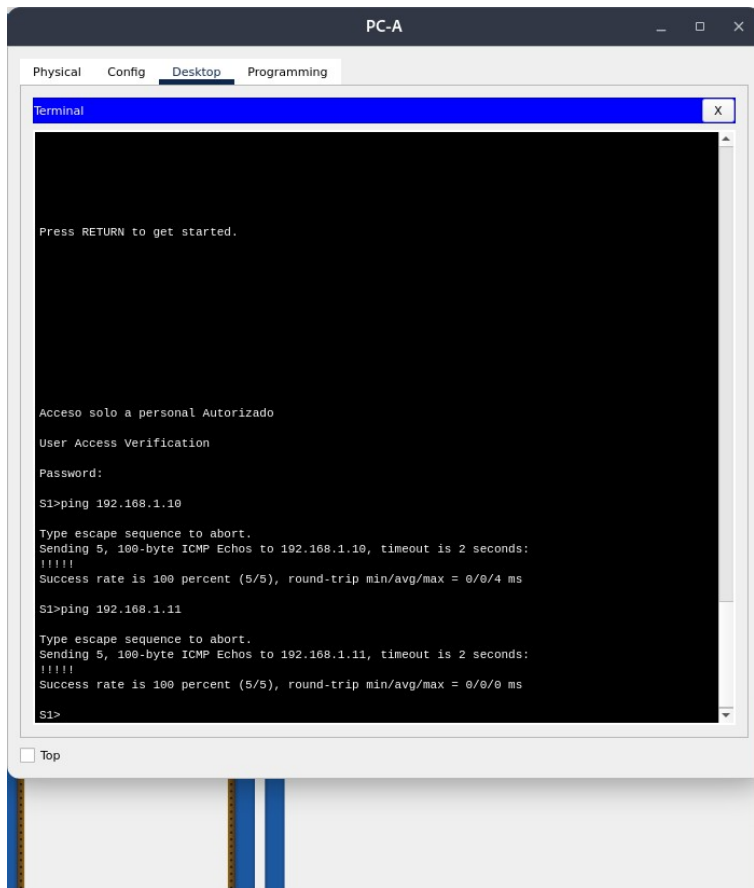 PC-A
Physical Config Desktop Programming
Terminal
X
Press RETURN to get started.
Acceso solo a personal Autorizado
User Access Verification
Password:
S1>ping 192.168.1.10
Type escape sequence to abort.
Sending 5, 100-byte ICMP Echos to 192.168.1.10, timeout is 2 seconds:
!!!!!
Success rate is 100 percent (5/5), round-trip min/avg/max = 0/0/4 ms
S1>ping 192.168.1.11
Type escape sequence to abort.
Sending 5, 100-byte ICMP Echos to 192.168.1.11, timeout is 2 seconds:
!!!!!
Success rate is 100 percent (5/5), round-trip min/avg/max = 0/0/0 ms
S1>
Top